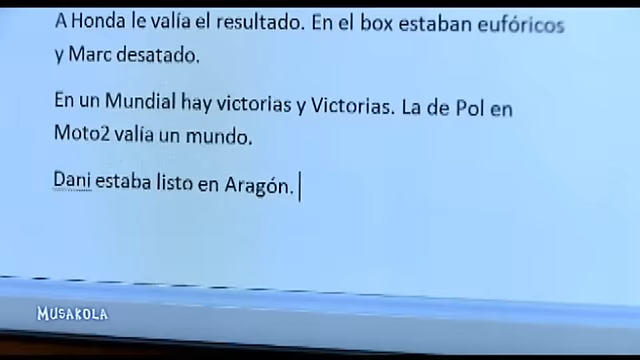 A Honda le valía el resultado. En el box estaban eufóricos
y Marc desatado.
En un Mundial hay victorias y Victorias. La de Pol en
Moto2 valía un mundo.
Dani estaba listo en Aragón.
MUSAKOLA